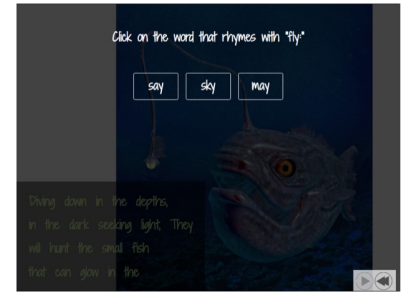 Click on the word that rhymes with "fly:"
say
sky
may
Diving down in the depths,
in the dark seeking light, They
will hunt the small fish
that can glow in the